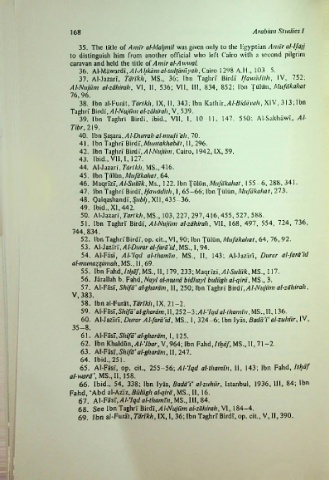 168 Arabian Studies I
35. The title of Amīr al-Maḥmal was given only to the Egyptian Amīr al-Ḥajj
to distinguish him from another official who left Cairo with a second pilgrim
caravan and held the title of Amīr al-Awwal.
36. Al-Māwardī, Al-Aḥkām al-sulṭānīyah, Cairo 1298 A.H., 103 5.
37. Al-Jazarī, Tārīkh, MS., 36; Ibn Taghrī Birdī Ḥawādith, IV, 752,
Al-Nujūm al-zāhirah, VI, 2, 536; VII, 834, 852; Ibn Ṭūlūn, Mufākahat
76, 96.
38. Ibn al-Furāt, Tārīkh, IX, II, 343, Ibn Kathīr, Al-Bidāyah, XIV, 313, Ibn
Taghrī Birdī, Al-Nujūm al-zāhirah, V, 529.
39. Ibn Taghrī Birdī, ibid., VII, I, 10 11, 147, 550; Al-Sakhāwī, Al-
Tibr, 219.
40. Ibn Ṣaṣara, Al-Durrah al-muḍī'ah, 70.
41. Ibn Taghrī Birdī, Muntakhabāt, II, 296.
42. Ibn Taghrī Birdī, Al-Nujūm, Cairo, 1942, IX, 59.
43. Ibid., VII, I, 127.
44. Al-Jazarī, Tārīkh, MS., 416.
45. Ibn Ṭūlūn, Mufākahat, 64.
46. Maqrīzī, Al-Sulūk, Ms., 122, Ibn Ṭūlūn, Mufākahat, 155–6, 288, 341.
47. Ibn Taghrī Birdī, Ḥawādith, I, 65–66; Ibn Ṭūlūn, Mufākahat, 273.
48. Qalqashandī, Ṣubḥ, XII, 435–36.
49. Ibid., XI, 442.
50. Al-Jazarī, Tārīkh, MS., 103, 227, 297, 416, 455, 527, 588.
51. Ibn Taghrī Birdī, Al-Nujūm al-zāhirah, VII, 168, 497, 554, 724, 736,
744, 834.
52. Ibn Taghrī Birdī, op. cit., VI, 90; Ibn Ṭūlūn, Mufākahat, 64, 76, 92.
53. Al-Jazīrī, Al-Durar al-farā'id, MS., I, 94.
54. Al-Fāsī, Al-'Iqd al-thamīn, MS., II, 143; Al-Jazīrī, Durar al-farā'id
al-munaẓẓamah, MS., II, 69.
55. Ibn Fahd, Itḥāf, MS., II, 179, 233; Maqrīzī, Al-Sulūk, MS., 117.
56. Jārallah b. Fahd, Nayl al-muná bidhayl bulūgh al-qirá, MS., 3.
57. Al-Fāsī, Shifā' al-gharām, II, 250; Ibn Taghrī Birdī, Al-Nujūm al-zāhirah,
V, 383.
58. Ibn al-Furāt, Tārīkh, IX, 21–2.
59. Al-Fāsī, Shifā' al-gharām, II, 252–3; Al-'Iqd al-thamīn, MS., II, 136.
60. Al-Jazīrī, Durar Al-farā'id, MS., I, 324–6; Ibn Iyās, Badā'i' al-zuhūr, IV,
35–8.
61. Al-Fāsī, Shifā' al-gharām, I, 125.
62. Ibn Khaldūn, Al-'Ibar, V, 964; Ibn Fahd, Itḥāf, MS., II, 71–2.
63. Al-Fāsī, Shifā' al-gharām, II, 247.
64. Ibid., 251.
65. Al-Fāsī, op. cit., 255–56; Al-'Iqd al-thamīn, II, 143; Ibn Fahd, Itḥāf
al-wará', MS., II, 158.
66. Ibid., 54, 338; Ibn Iyās, Badā'i' al-zuhūr, Istanbul, 1936, III, 84; Ibn
Fahd, 'Abd al-Azīz, Bulūgh al-qirá, MS., II, 16.
67. Al-Fāsī, Al-'Iqd al-thamīn, MS., III, 84.
68. See Ibn Taghrī Birdī, Al-Nujūm al-zāhirah, VI, 184–4.
69. Ibn al-Furāt, Tārīkh, IX, I, 36; Ibn Taghrī Birdī, op. cit., V, II, 390.